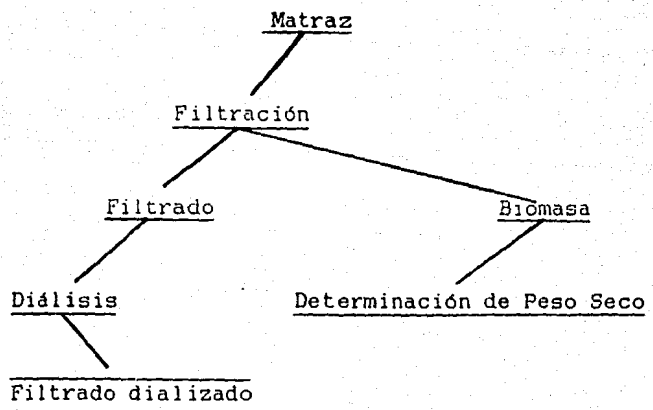 Matraz
Filtración
Filtrado
Biomasa
Diálisis
Determinación de Peso Seco
Filtrado dializado